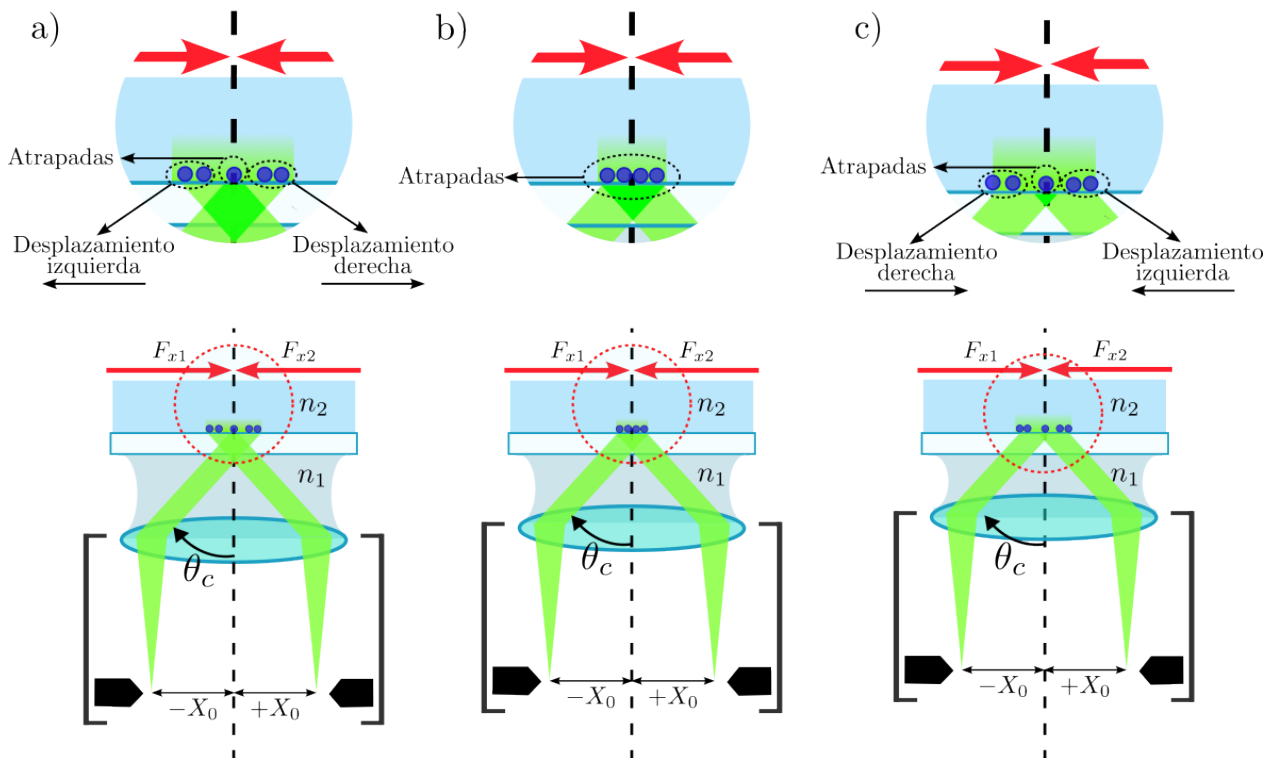 a)
Atrapadas
Desplazamiento
izquierda
Desplazamiento
derecha
F_{x1}
F_{x2}
n_2
n_1
θ_c
−X_0
+X_0
b)
Atrapadas
F_{x1}
F_{x2}
n_2
n_1
θ_c
−X_0
+X_0
c)
Atrapadas
Desplazamiento
derecha
Desplazamiento
izquierda
F_{x1}
F_{x2}
n_2
n_1
θ_c
−X_0
+X_0